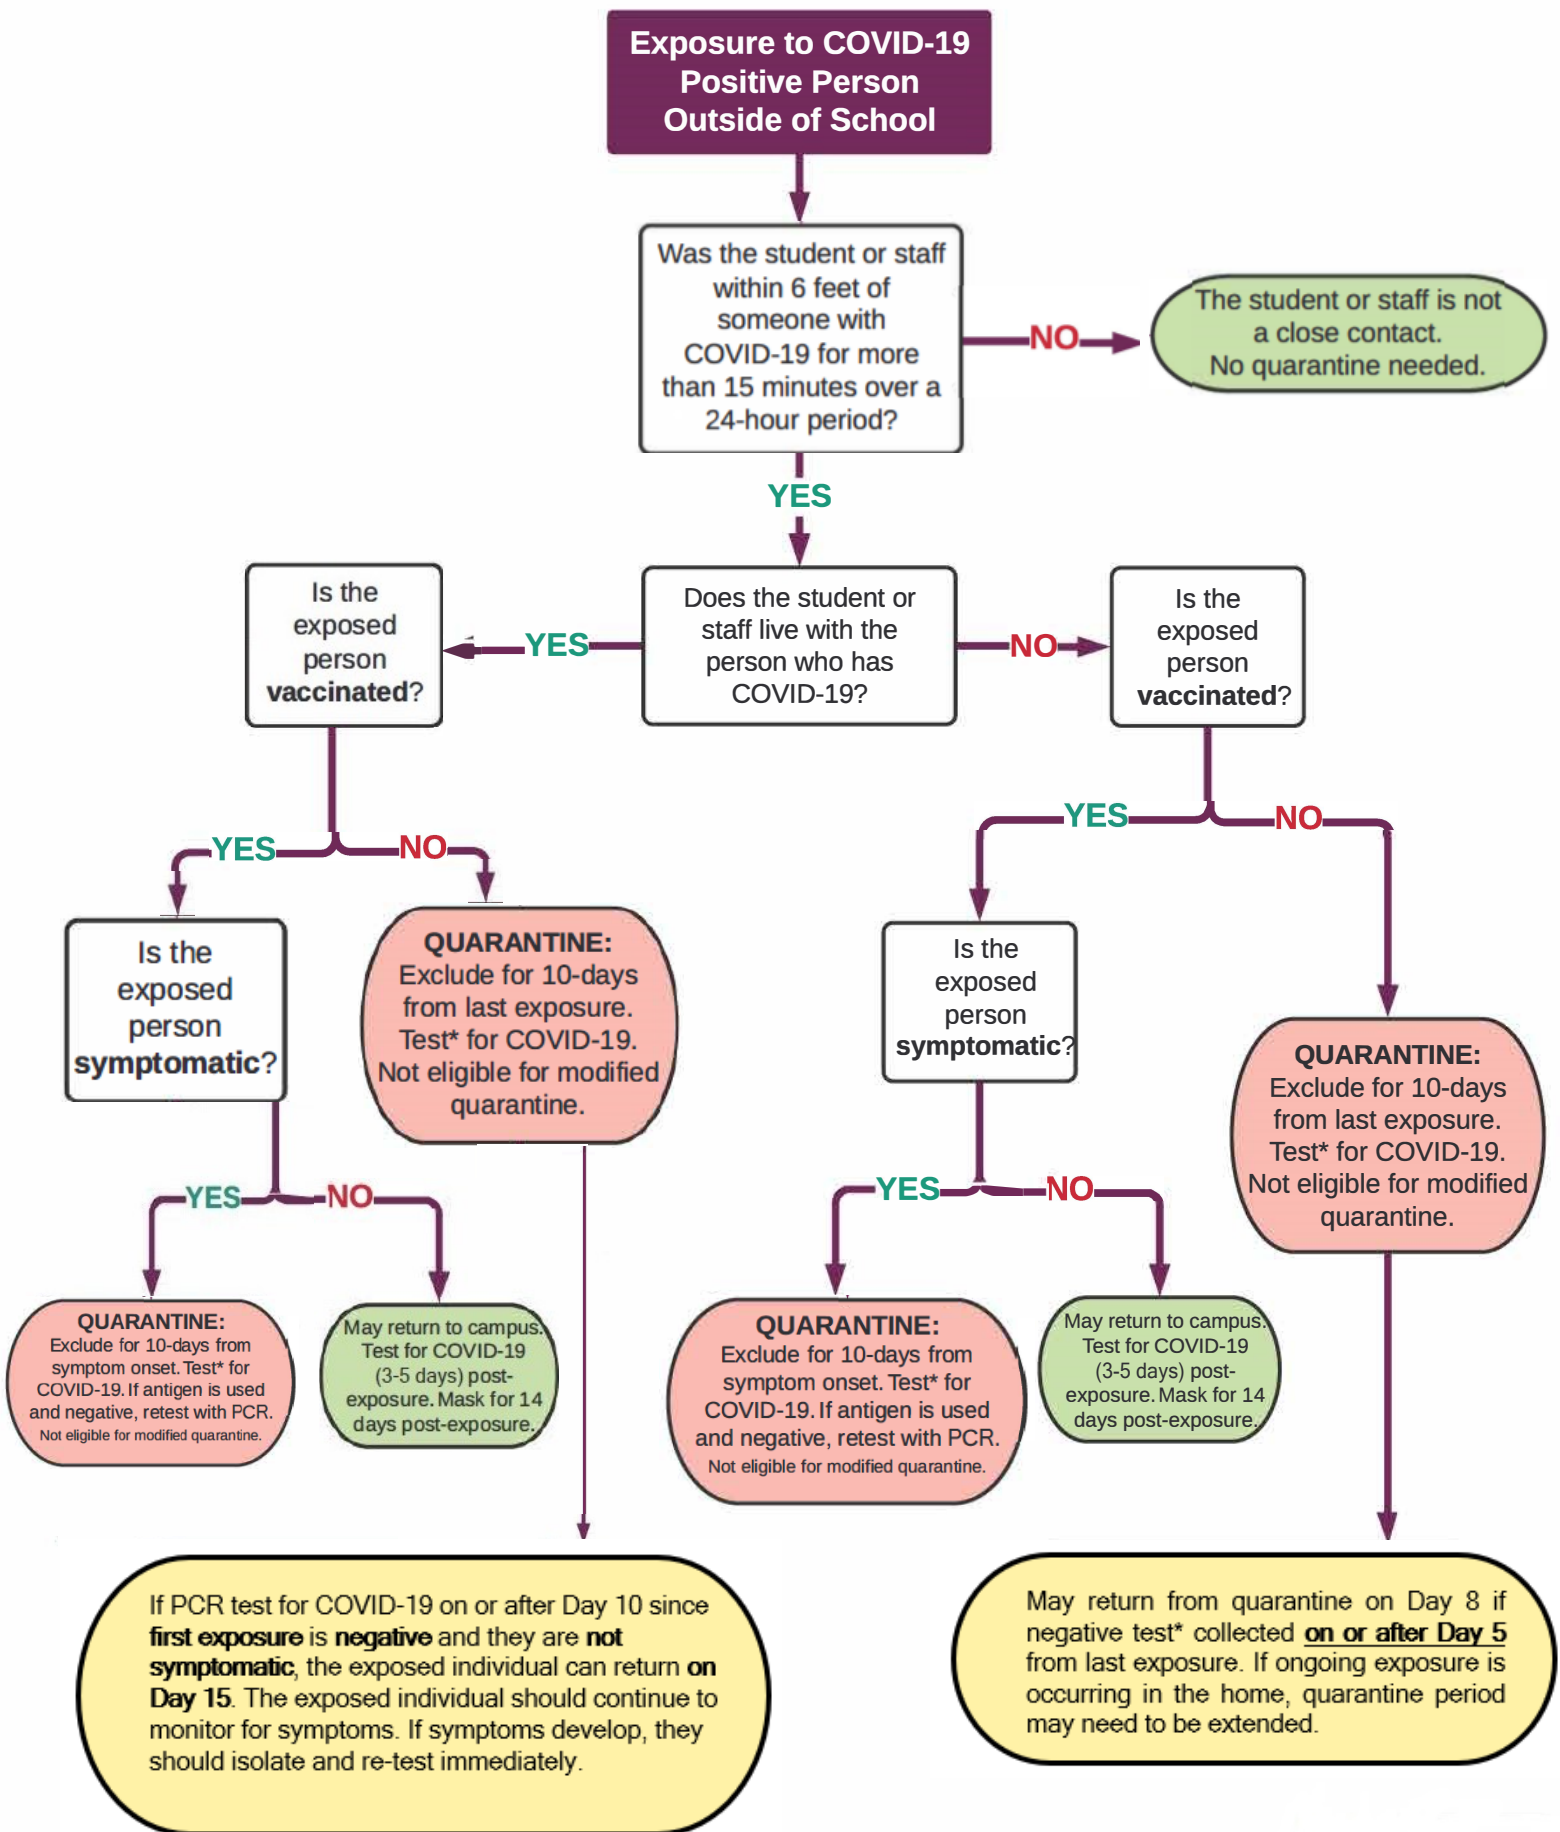 Exposure to COVID-19
Positive Person
Outside of School
Was the student or staff
within 6 feet of
someone with
COVID-19 for more
than 15 minutes over a
24-hour period?
NO
The student or staff is not
a close contact.
No quarantine needed.
YES
Is the
exposed
person
vaccinated?
YES
Does the student or
staff live with the
person who has
COVID-19?
NO
Is the
exposed
person
vaccinated?
YES
NO
YES
NO
Is the
exposed
person
symptomatic?
QUARANTINE:
Exclude for 10-days
from last exposure.
Test* for COVID-19.
Not eligible for modified
quarantine.
Is the
exposed
person
symptomatic?
QUARANTINE:
Exclude for 10-days
from last exposure.
Test* for COVID-19.
Not eligible for modified
quarantine.
YES
NO
YES
NO
QUARANTINE:
Exclude for 10-days from
symptom onset. Test* for
COVID-19. If antigen is used
and negative, retest with PCR.
Not eligible for modified quarantine.
May return to campus.
Test for COVID-19
(3-5 days) post-
exposure. Mask for 14
days post-exposure.
QUARANTINE:
Exclude for 10-days from
symptom onset. Test* for
COVID-19. If antigen is used
and negative, retest with PCR.
Not eligible for modified quarantine.
May return to campus.
Test for COVID-19
(3-5 days) post-
exposure. Mask for 14
days post-exposure.
If PCR test for COVID-19 on or after Day 10 since
first exposure is negative and they are not
symptomatic, the exposed individual can return on
Day 15. The exposed individual should continue to
monitor for symptoms. If symptoms develop, they
should isolate and re-test immediately.
May return from quarantine on Day 8 if
negative test* collected on or after Day 5
from last exposure. If ongoing exposure is
occurring in the home, quarantine period
may need to be extended.